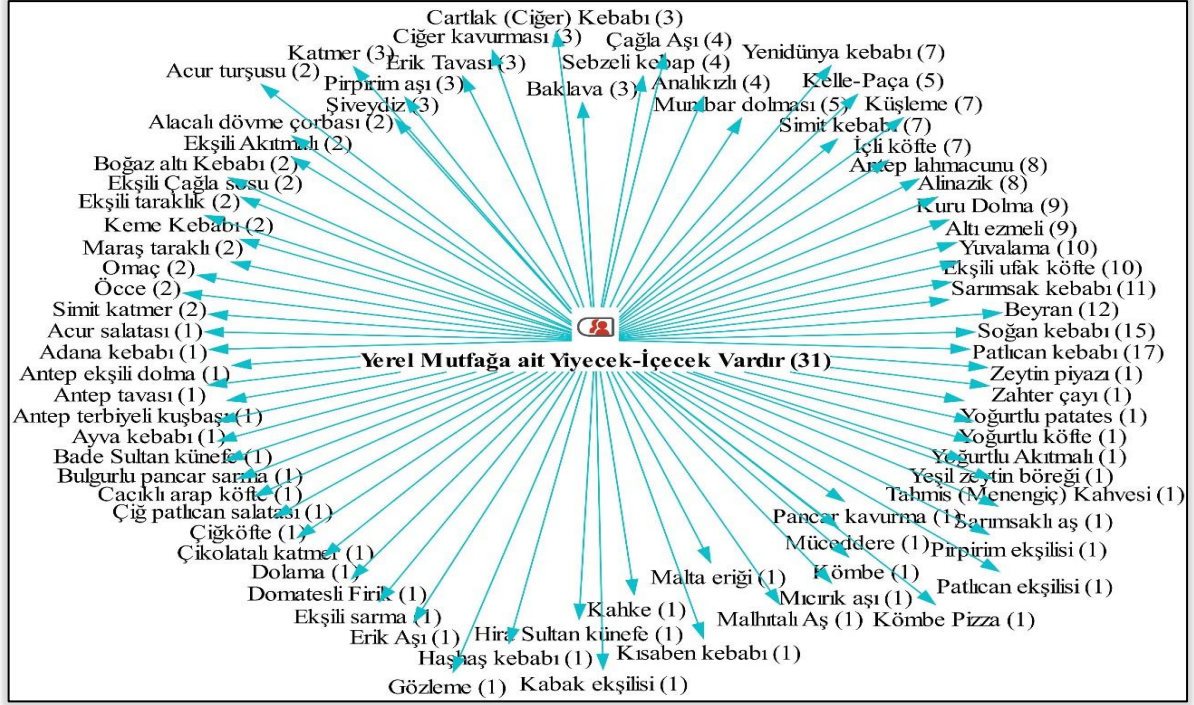 Cartlak (Ciğer) Kebabı (3)
Ciğer kavurması (3)
Çağla Aşı (4)
Katmer (3)
Erik Tavası (3)
Sebzeli kebap (4)
Yenidünya kebabı (7)
Acur turşusu (2)
Pirpirim aşı (3)
Baklava (3)
Analıkızlı (4)
Kelle-Paça (5)
Şiveydiz (3)
Mumbar dolması (5)
Küşleme (7)
Alacalı dövme çorbası (2)
Simit kebabı (7)
Ekşili Akıtmalı (2)
İçli köfte (7)
Boğaz altı Kebabı (2)
Antep lahmacunu (8)
Ekşili Çağla sosu (2)
Alinazik (8)
Ekşili taraklık (2)
Kuru Dolma (9)
Keme Kebabı (2)
Altı ezmeli (9)
Maraş taraklı (2)
Yuvalama (10)
Omaç (2)
Ekşili ufak köfte (10)
Öcce (2)
Sarımsak kebabı (11)
Simit katmer (2)
Beyran (12)
Acur salatası (1)
Soğan kebabı (15)
Adana kebabı (1)
Patlıcan kebabı (17)
Yerel Mutfağa ait Yiyecek-İçecek Vardır (31)
Antep ekşili dolma (1)
Zeytin piyazı (1)
Antep tavası (1)
Zahter çayı (1)
Antep terbiyeli kuşbaşı (1)
Yoğurtlu patates (1)
Ayva kebabı (1)
Yoğurtlu köfte (1)
Bade Sultan künefe (1)
Yoğurtlu Akıtmalı (1)
Bulgurlu pancar sarma (1)
Yeşil zeytin böreği (1)
Cacıklı arap köfte (1)
Tahmis (Menengiç) Kahvesi (1)
Çiğ patlıcan salatası (1)
Pancar kavurma (1)
Sarımsaklı aş (1)
Çiğköfte (1)
Müceddere (1)
Pirpirim ekşilisi (1)
Çikolatalı katmer (1)
Dolama (1)
Malta eriği (1)
Kömbe (1)
Patlıcan ekşilisi (1)
Domatesli Firik (1)
Mıcırık aşı (1)
Ekşili sarma (1)
Kahke (1)
Malhıtalı Aş (1)
Kömbe Pizza (1)
Erik Aşı (1)
Hira Sultan künefe (1)
Haşhaş kebabı (1)
Kısaben kebabı (1)
Gözleme (1)
Kabak ekşilisi (1)